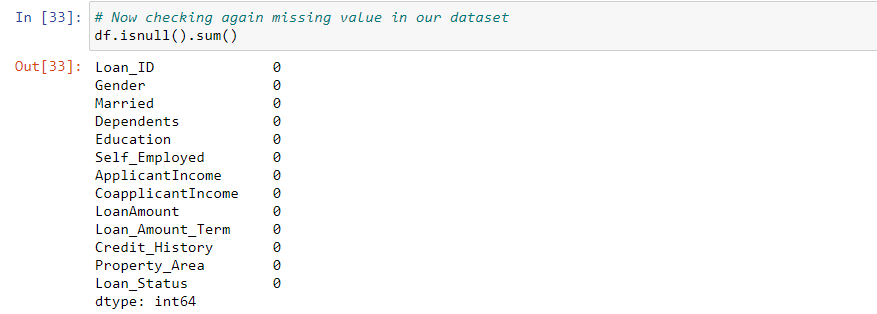 In [33]: # Now checking again missing value in our dataset
df.isnull().sum()
Out[33]: Loan_ID 0
Gender 0
Married 0
Dependents 0
Education 0
Self_Employed 0
ApplicantIncome 0
CoapplicantIncome 0
LoanAmount 0
Loan_Amount_Term 0
Credit_History 0
Property_Area 0
Loan_Status 0
dtype: int64